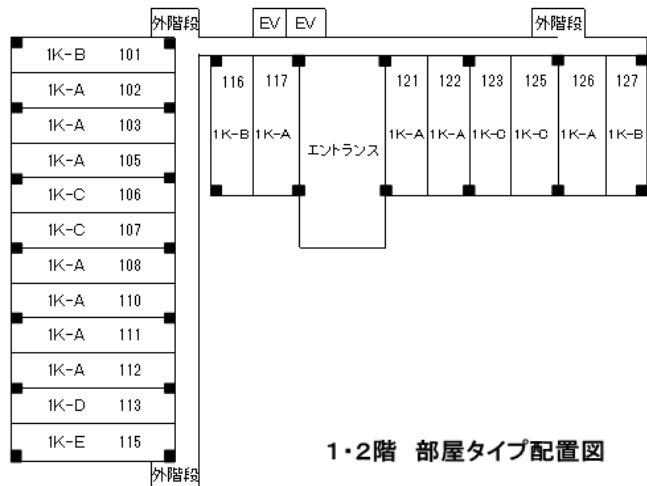 外階段
EV EV
外階段
1K-B 101
1K-A 102
1K-A 103
1K-A 105
1K-C 106
1K-C 107
1K-A 108
1K-A 110
1K-A 111
1K-A 112
1K-D 113
1K-E 115
外階段
116 117 121 122 123 125 126 127
1K-B 1K-A エントランス 1K-A 1K-A 1K-C 1K-C 1K-A 1K-B
1・2階 部屋タイプ配置図